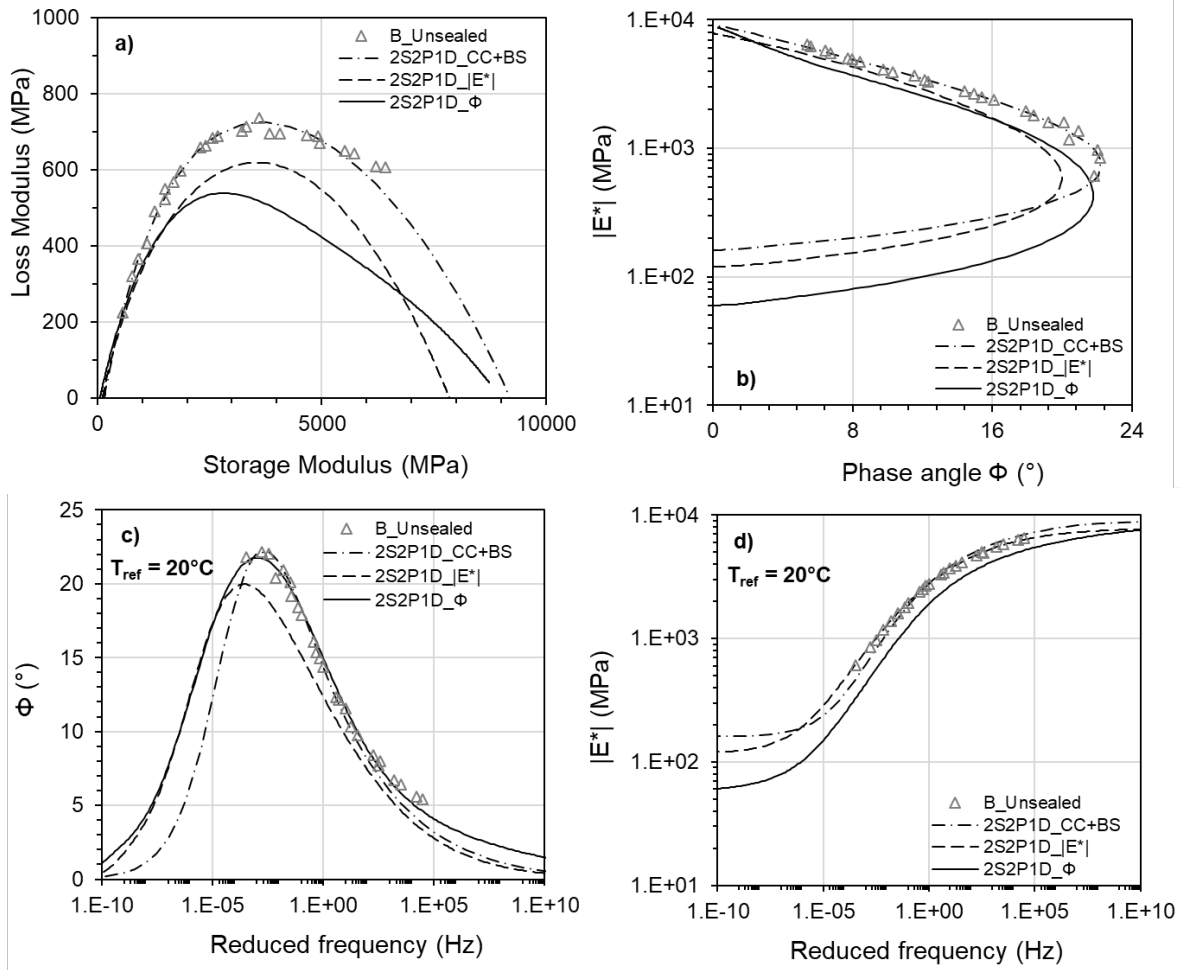 a)
B_Unsealed
2S2P1D_CC+BS
2S2P1D_|E*|
2S2P1D_Φ
1000
800
600
400
200
0
Loss Modulus (MPa)
0
5000
10000
Storage Modulus (MPa)
1.E+04
1.E+03
1.E+02
1.E+01
|E*| (MPa)
B_Unsealed
2S2P1D_CC+BS
2S2P1D_|E*|
2S2P1D_Φ
b)
0
8
16
24
Phase angle Φ (°)
c)
Tref = 20°C
B_Unsealed
2S2P1D_CC+BS
2S2P1D_|E*|
2S2P1D_Φ
25
20
15
10
5
0
Φ (°)
1.E-10
1.E-05
1.E+00
1.E+05
1.E+10
Reduced frequency (Hz)
d)
Tref = 20°C
1.E+04
1.E+03
1.E+02
1.E+01
|E*| (MPa)
B_Unsealed
2S2P1D_CC+BS
2S2P1D_|E*|
2S2P1D_Φ
1.E-10
1.E-05
1.E+00
1.E+05
1.E+10
Reduced frequency (Hz)